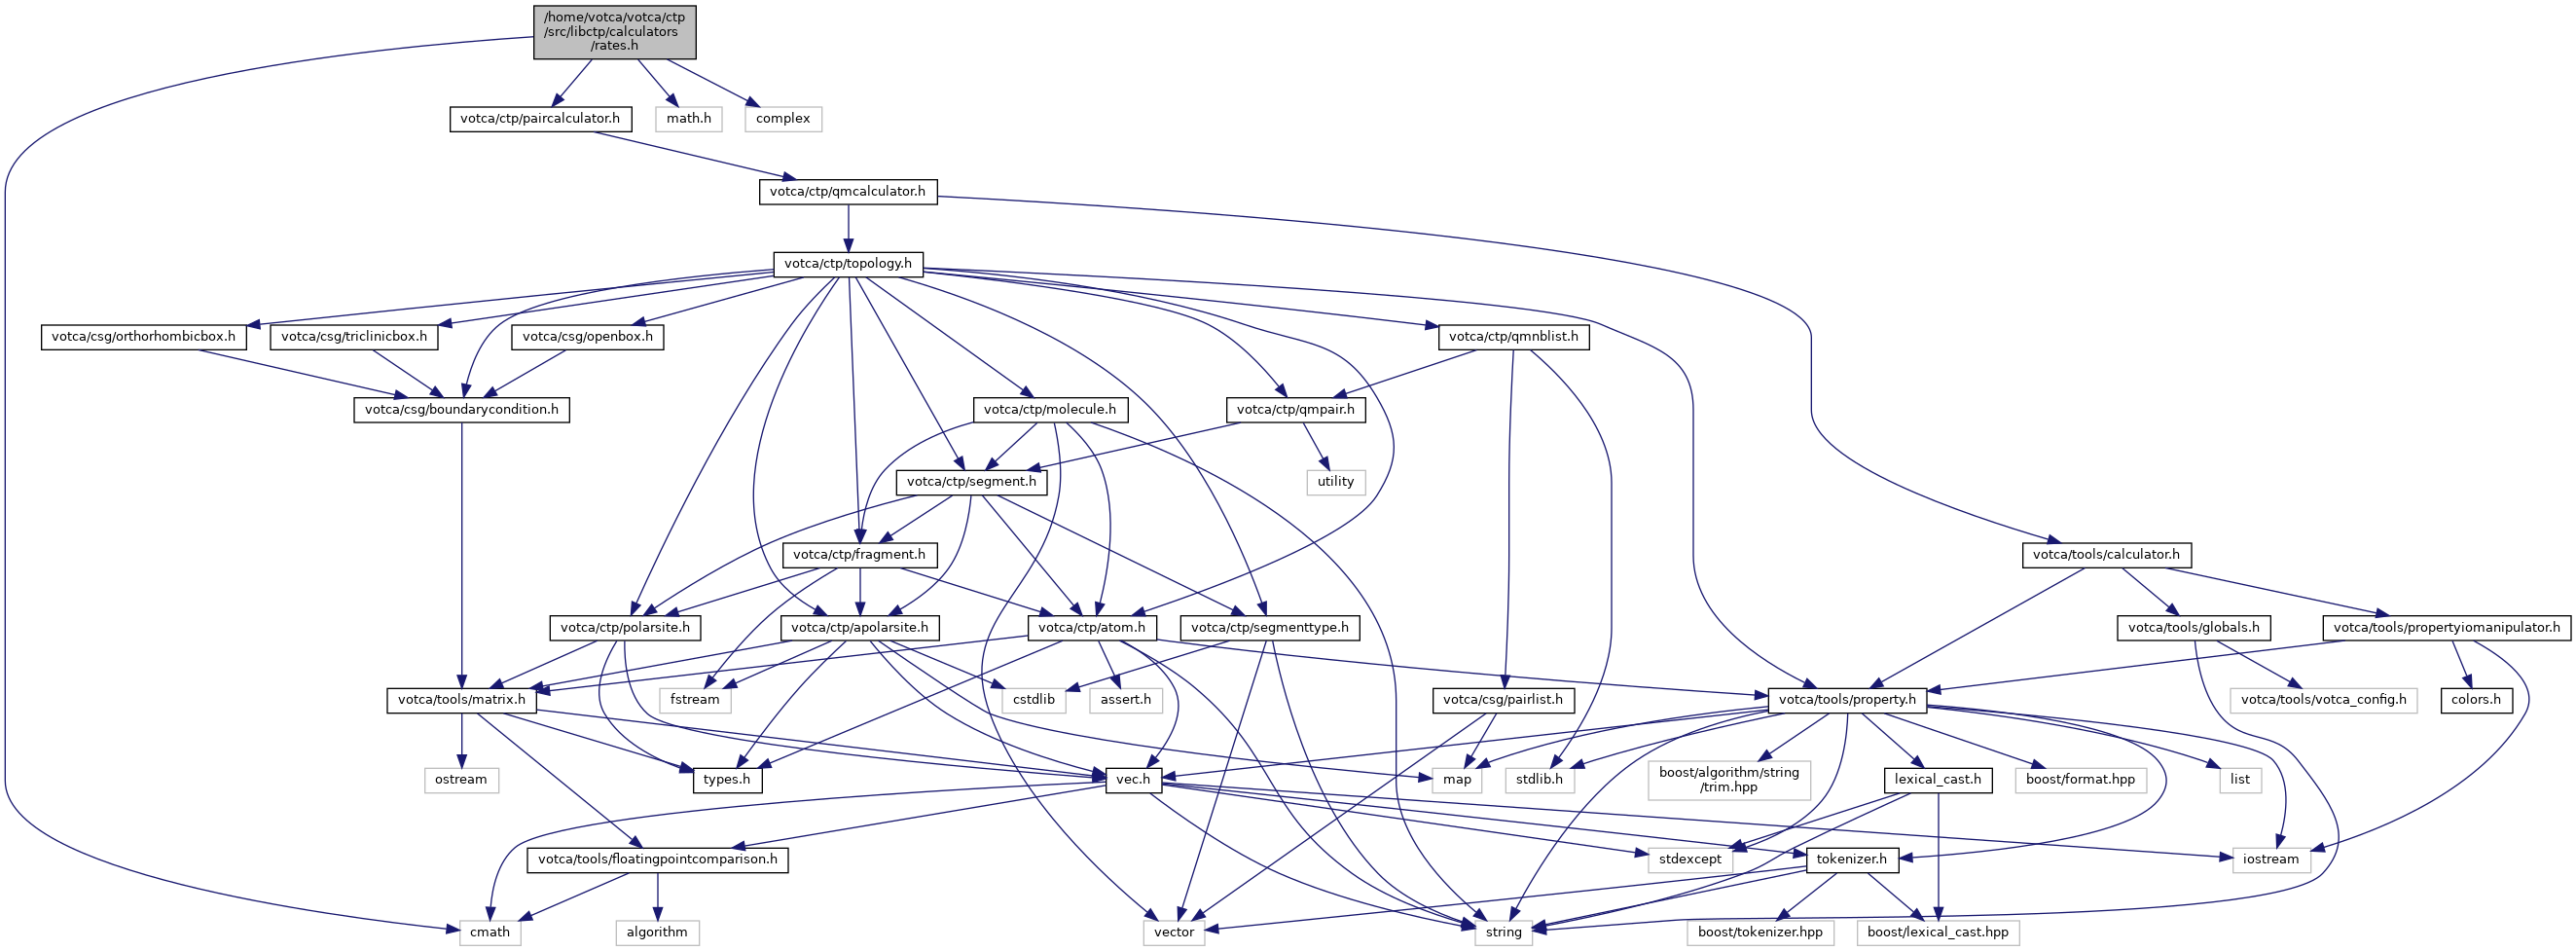 /home/votca/votca/ctp
/src/libctp/calculators
/rates.h
votca/ctp/paircalculator.h
math.h
complex
votca/ctp/qmcalculator.h
votca/ctp/topology.h
votca/csg/orthorhombicbox.h
votca/csg/triclinicbox.h
votca/csg/openbox.h
votca/ctp/qmnblist.h
votca/csg/boundarycondition.h
votca/ctp/molecule.h
votca/ctp/qmpair.h
votca/ctp/segment.h
utility
votca/ctp/fragment.h
votca/tools/calculator.h
votca/ctp/polarsite.h
votca/ctp/apolarsite.h
votca/ctp/atom.h
votca/ctp/segmenttype.h
votca/tools/globals.h
votca/tools/propertyiomanipulator.h
votca/tools/matrix.h
fstream
cstdlib
assert.h
votca/csg/pairlist.h
votca/tools/property.h
votca/tools/votca_config.h
colors.h
ostream
types.h
vec.h
map
stdlib.h
boost/algorithm/string
/trim.hpp
lexical_cast.h
boost/format.hpp
list
votca/tools/floatingpointcomparison.h
stdexcept
tokenizer.h
iostream
cmath
algorithm
vector
string
boost/tokenizer.hpp
boost/lexical_cast.hpp